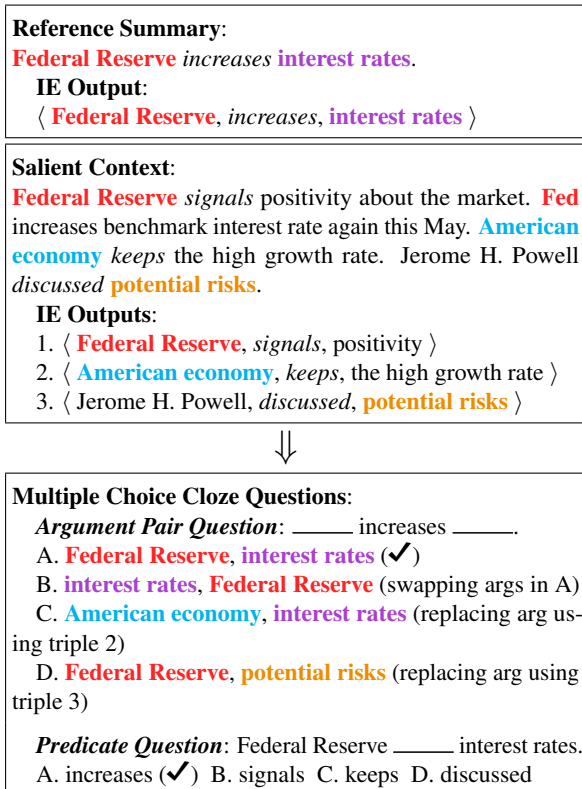 Reference Summary:
Federal Reserve increases interest rates.
IE Output:
⟨ Federal Reserve, increases, interest rates ⟩
Salient Context:
Federal Reserve signals positivity about the market. Fed
increases benchmark interest rate again this May. American
economy keeps the high growth rate. Jerome H. Powell
discussed potential risks.
IE Outputs:
1. ⟨ Federal Reserve, signals, positivity ⟩
2. ⟨ American economy, keeps, the high growth rate ⟩
3. ⟨ Jerome H. Powell, discussed, potential risks ⟩
⇓
Multiple Choice Cloze Questions:
Argument Pair Question: _____ increases _____.
A. Federal Reserve, interest rates (✔)
B. interest rates, Federal Reserve (swapping args in A)
C. American economy, interest rates (replacing arg us-
ing triple 2)
D. Federal Reserve, potential risks (replacing arg using
triple 3)
Predicate Question: Federal Reserve _____ interest rates.
A. increases (✔) B. signals C. keeps D. discussed